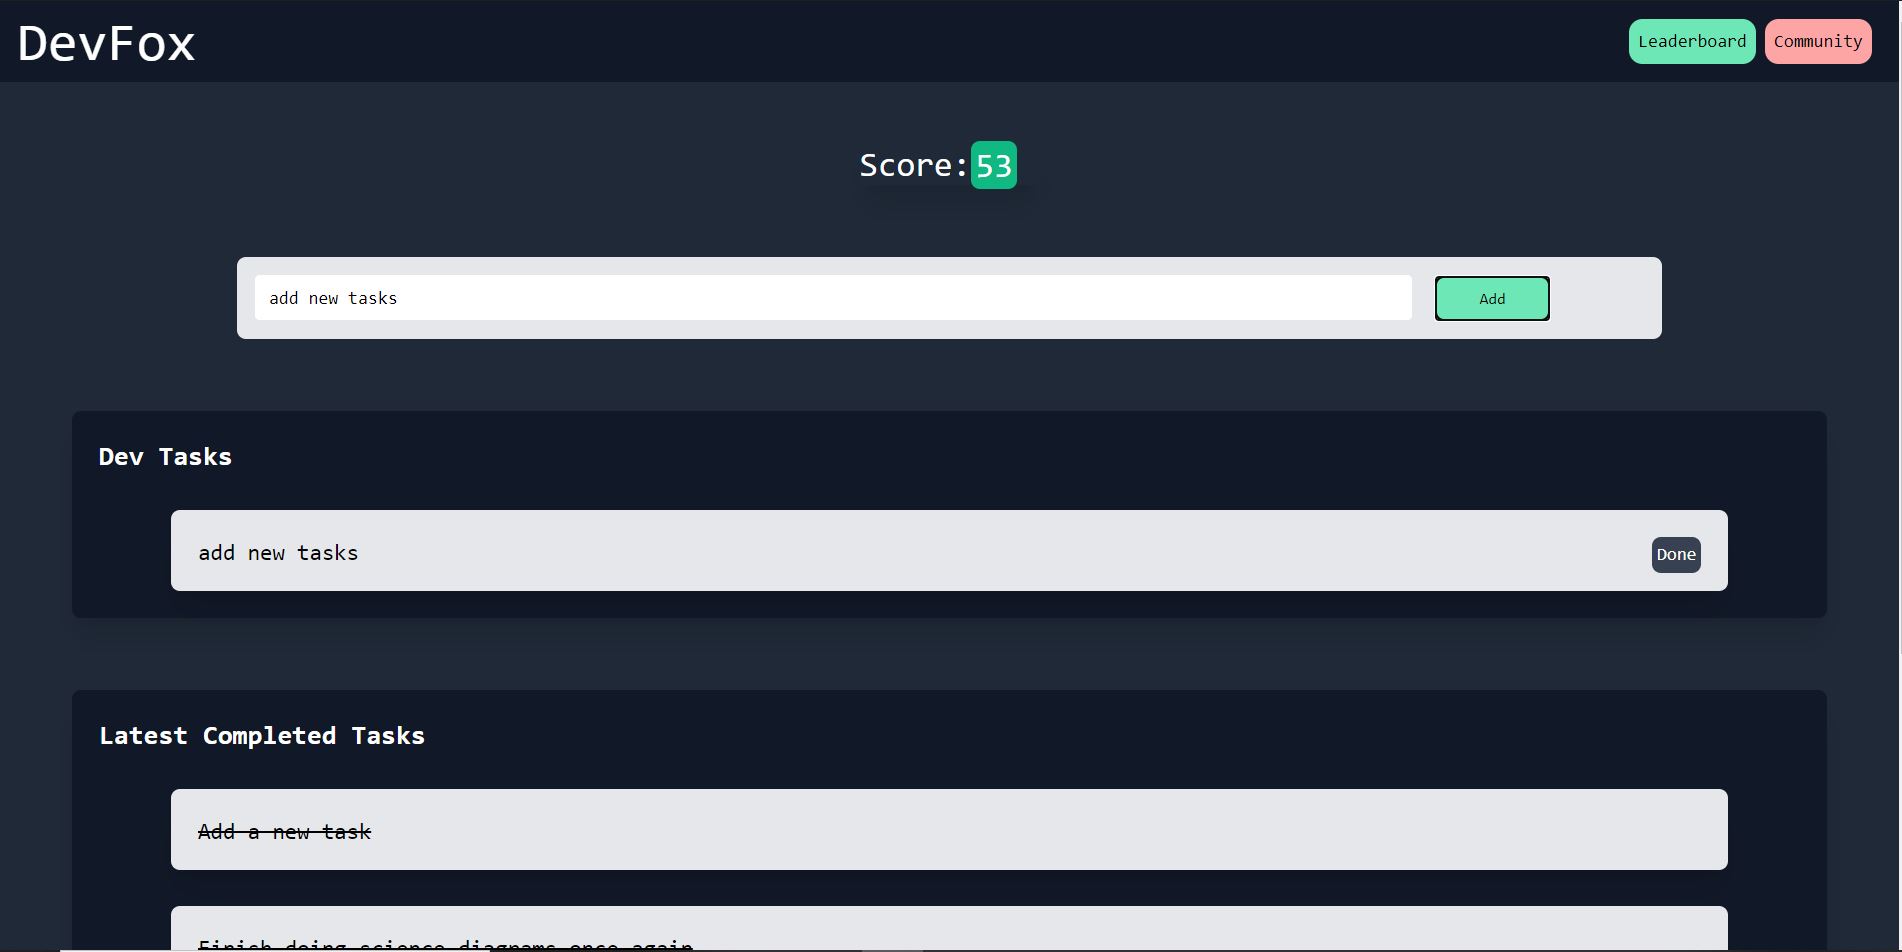 DevFox
Leaderboard
Community
Score:53
add new tasks
Add
Dev Tasks
add new tasks
Done
Latest Completed Tasks
Add a new task
Finish doing science diagrams once again